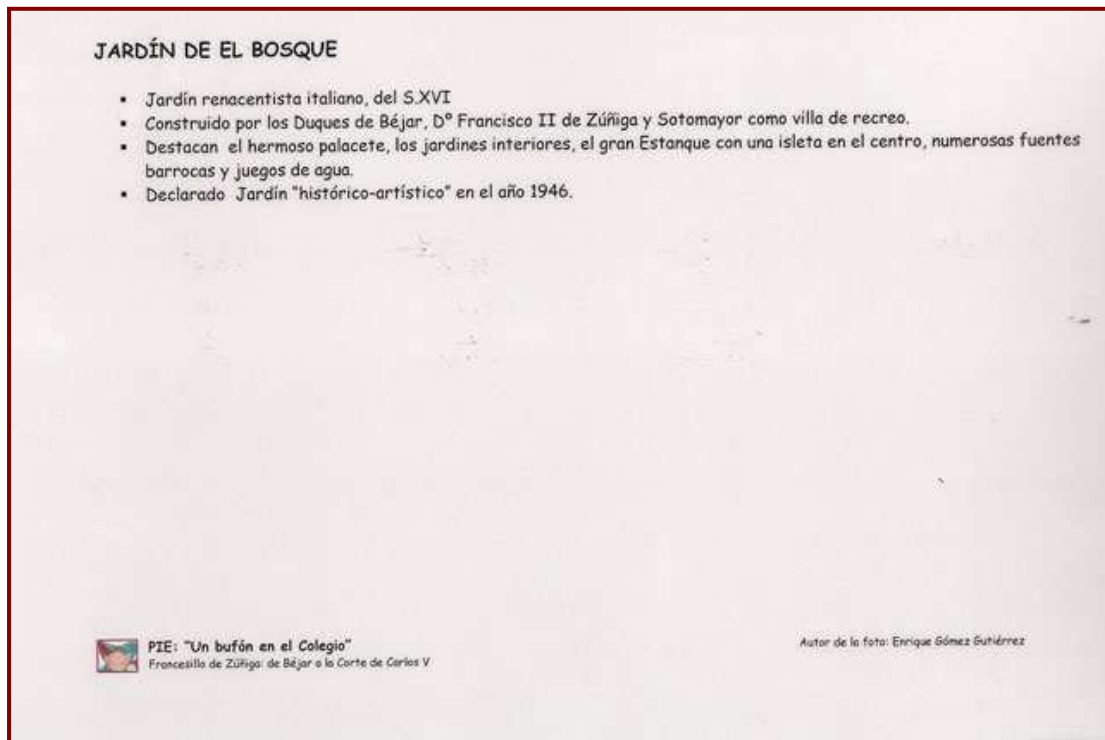 JARDÍN DE EL BOSQUE
▪ Jardín renacentista italiano, del S.XVI
▪ Construido por los Duques de Béjar, Dº Francisco II de Zúñiga y Sotomayor como villa de recreo.
▪ Destacan el hermoso palacete, los jardines interiores, el gran Estanque con una isleta en el centro, numerosas fuentes
barrocas y juegos de agua.
▪ Declarado Jardín "histórico-artístico" en el año 1946.
PIE: "Un bufón en el Colegio"
Francesillo de Zúñiga: de Béjar a la Corte de Carlos V
Autor de la foto: Enrique Gómez Gutiérrez